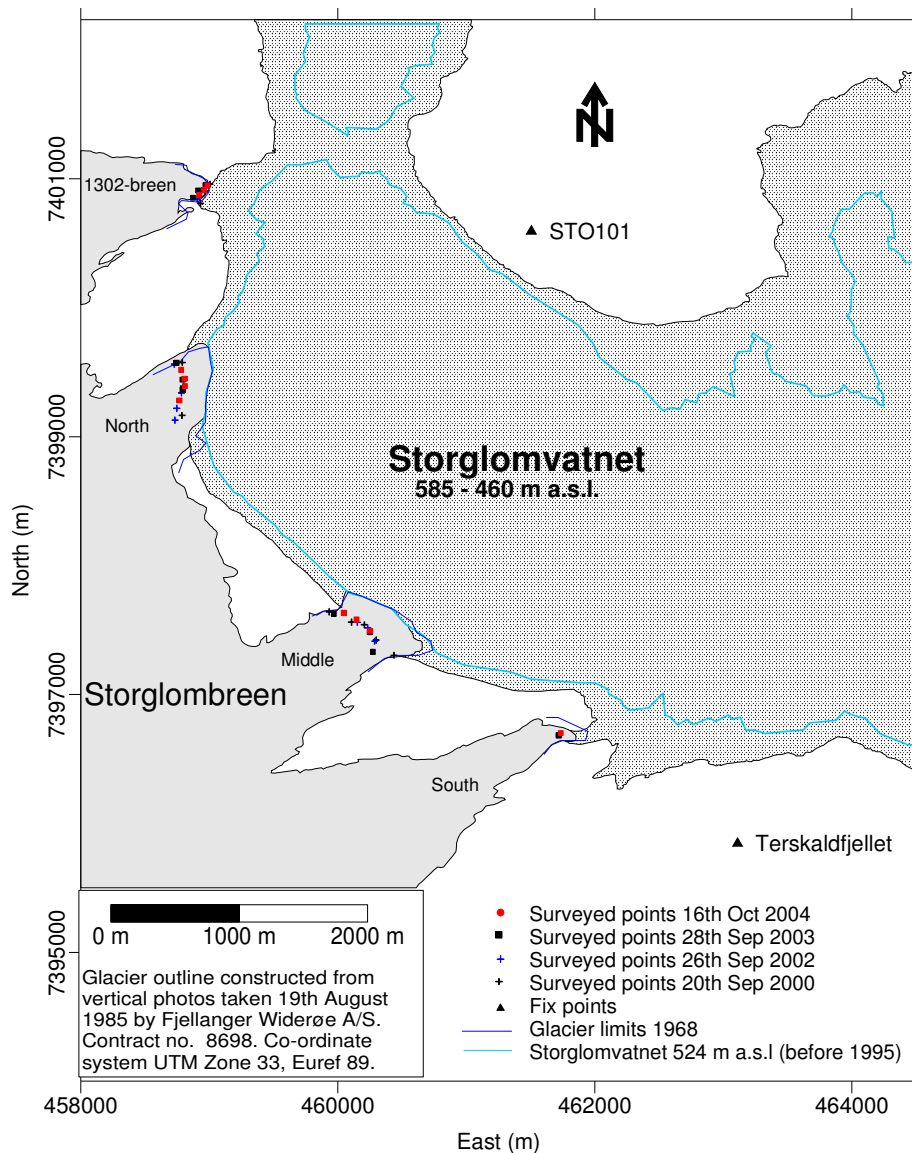 7401000
7399000
7397000
7395000
North (m)
1302-breen
N
STO101
North
Storglomvatnet
585 - 460 m a.s.l.
Middle
Storglombreen
South
Terskaldfjellet
0 m 1000 m 2000 m
Glacier outline constructed from
vertical photos taken 19th August
1985 by Fjellanger Widerøe A/S.
Contract no. 8698. Co-ordinate
system UTM Zone 33, Euref 89.
Surveyed points 16th Oct 2004
Surveyed points 28th Sep 2003
Surveyed points 26th Sep 2002
Surveyed points 20th Sep 2000
Fix points
Glacier limits 1968
Storglomvatnet 524 m a.s.l (before 1995)
458000 460000 462000 464000
East (m)